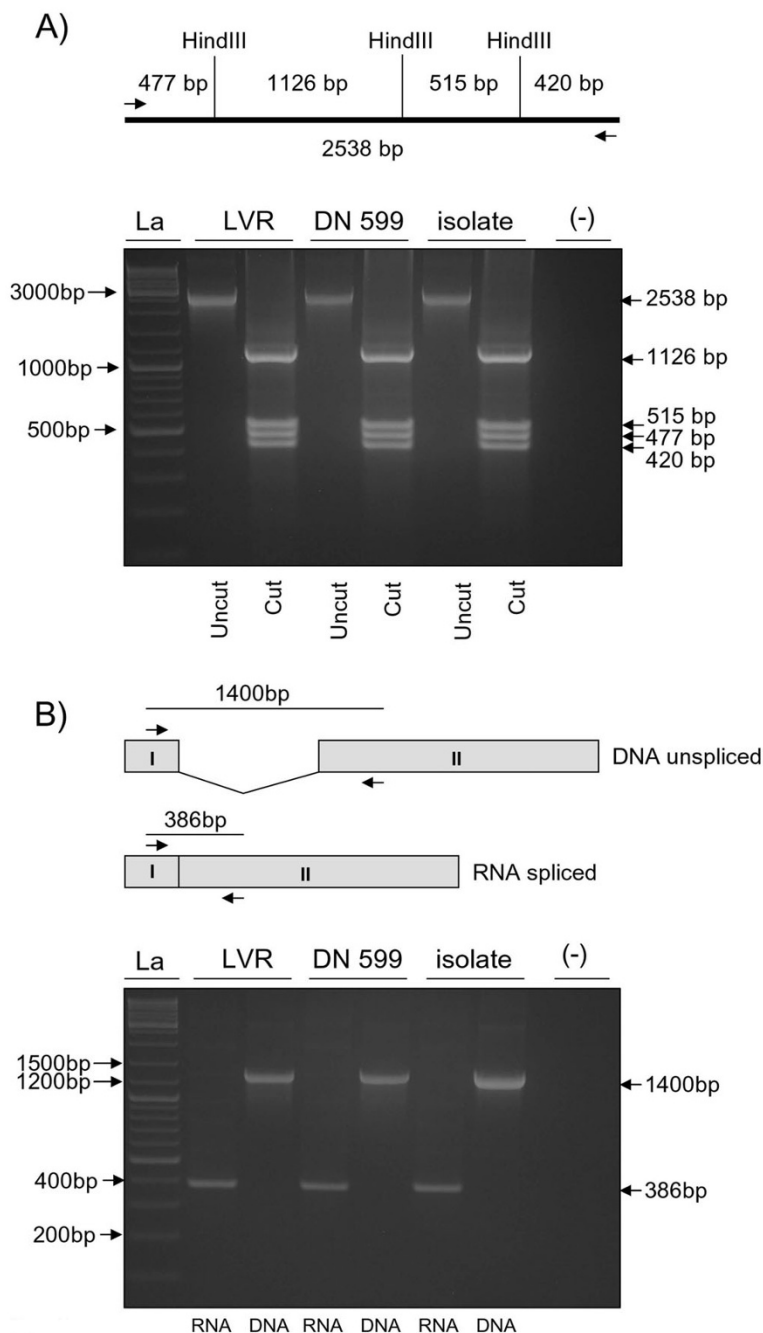 A)
HindIII HindIII HindIII
477 bp 1126 bp 515 bp 420 bp
2538 bp
La LVR DN 599 isolate (-)
3000bp 2538 bp
1000bp 1126 bp
500bp 515 bp
477 bp
420 bp
Uncut Cut Uncut Cut Uncut Cut
B)
1400bp
I II DNA unspliced
386bp
I II RNA spliced
La LVR DN 599 isolate (-)
1500bp
1200bp 1400bp
400bp 386bp
200bp
RNA DNA RNA DNA RNA DNA